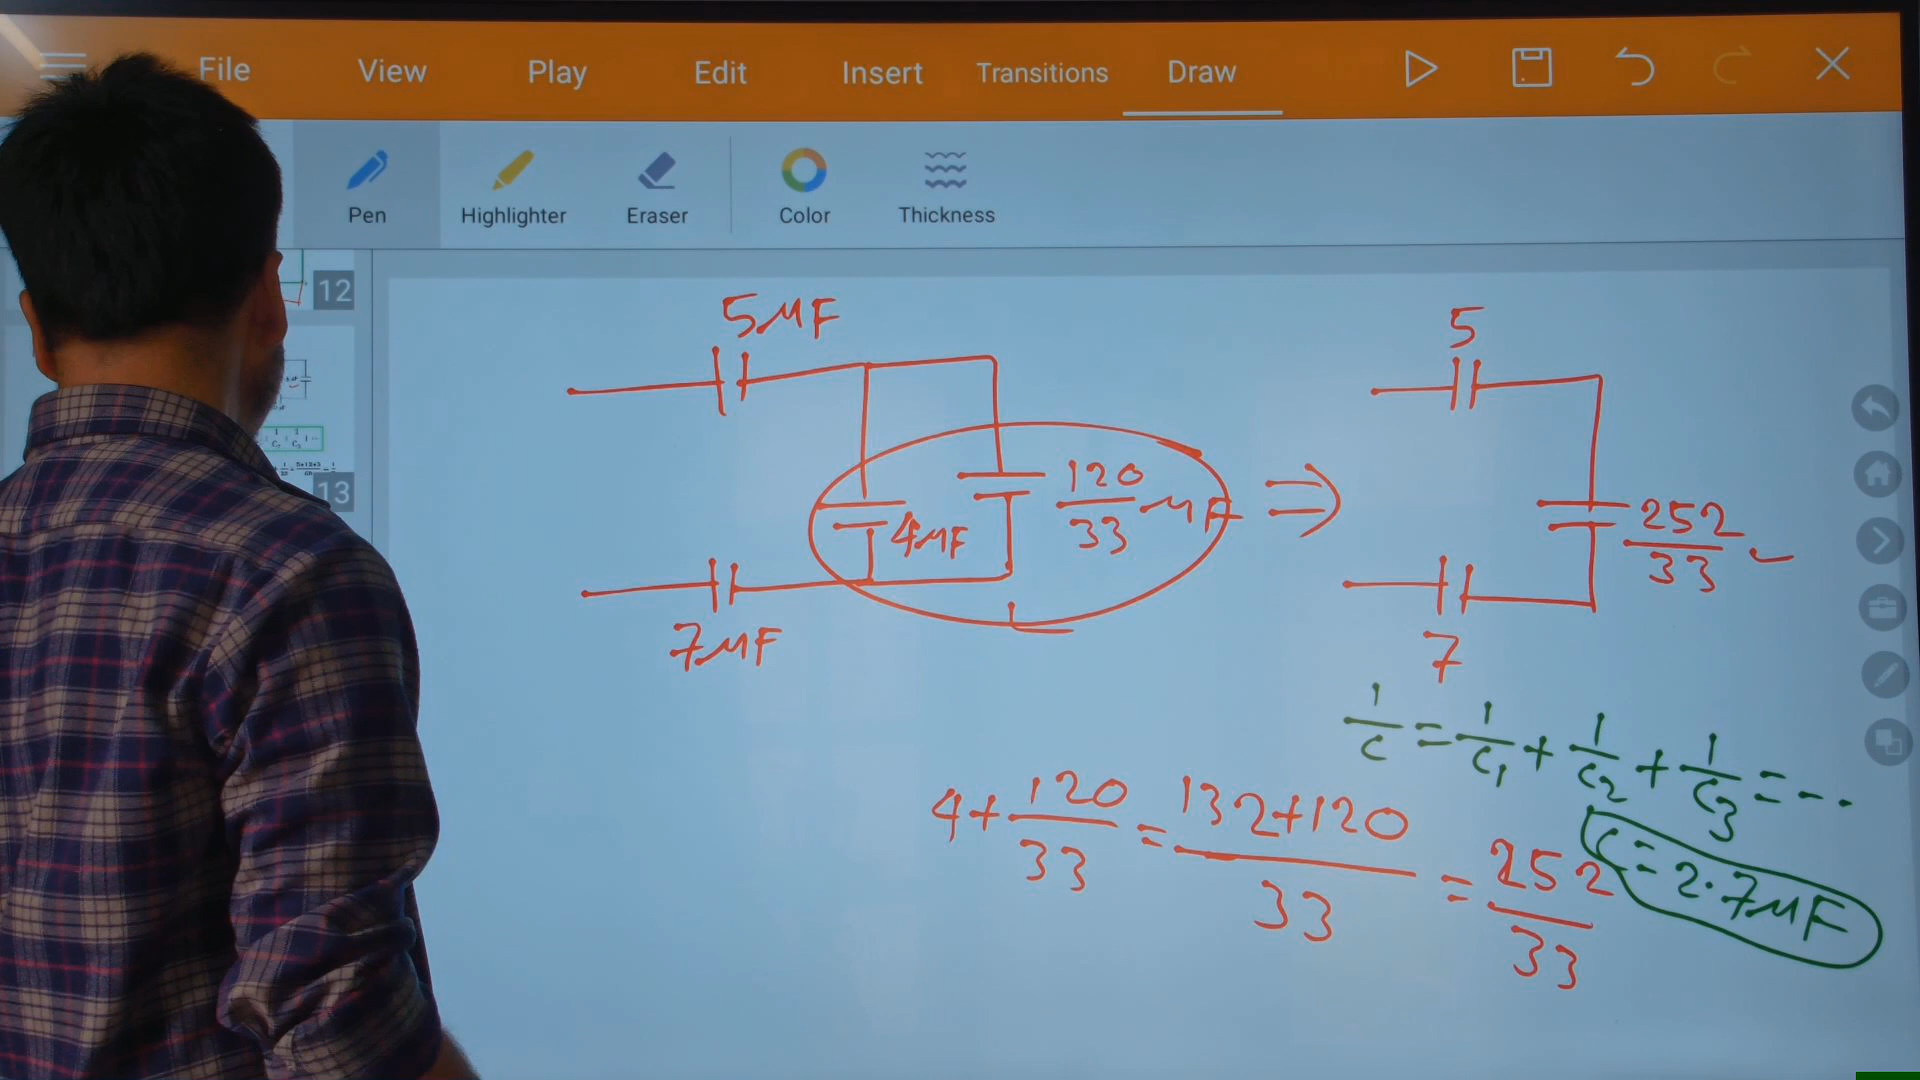 File View Play Edit Insert Transitions Draw
Pen Highlighter Eraser Color Thickness
12
13
5μF
4μF
120/33 μF
7μF
⇒
5
252/33
7
1/C = 1/C1 + 1/C2 + 1/C3 = ...
C = 2.7μF
4 + 120/33 = 132+120/33 = 252/33